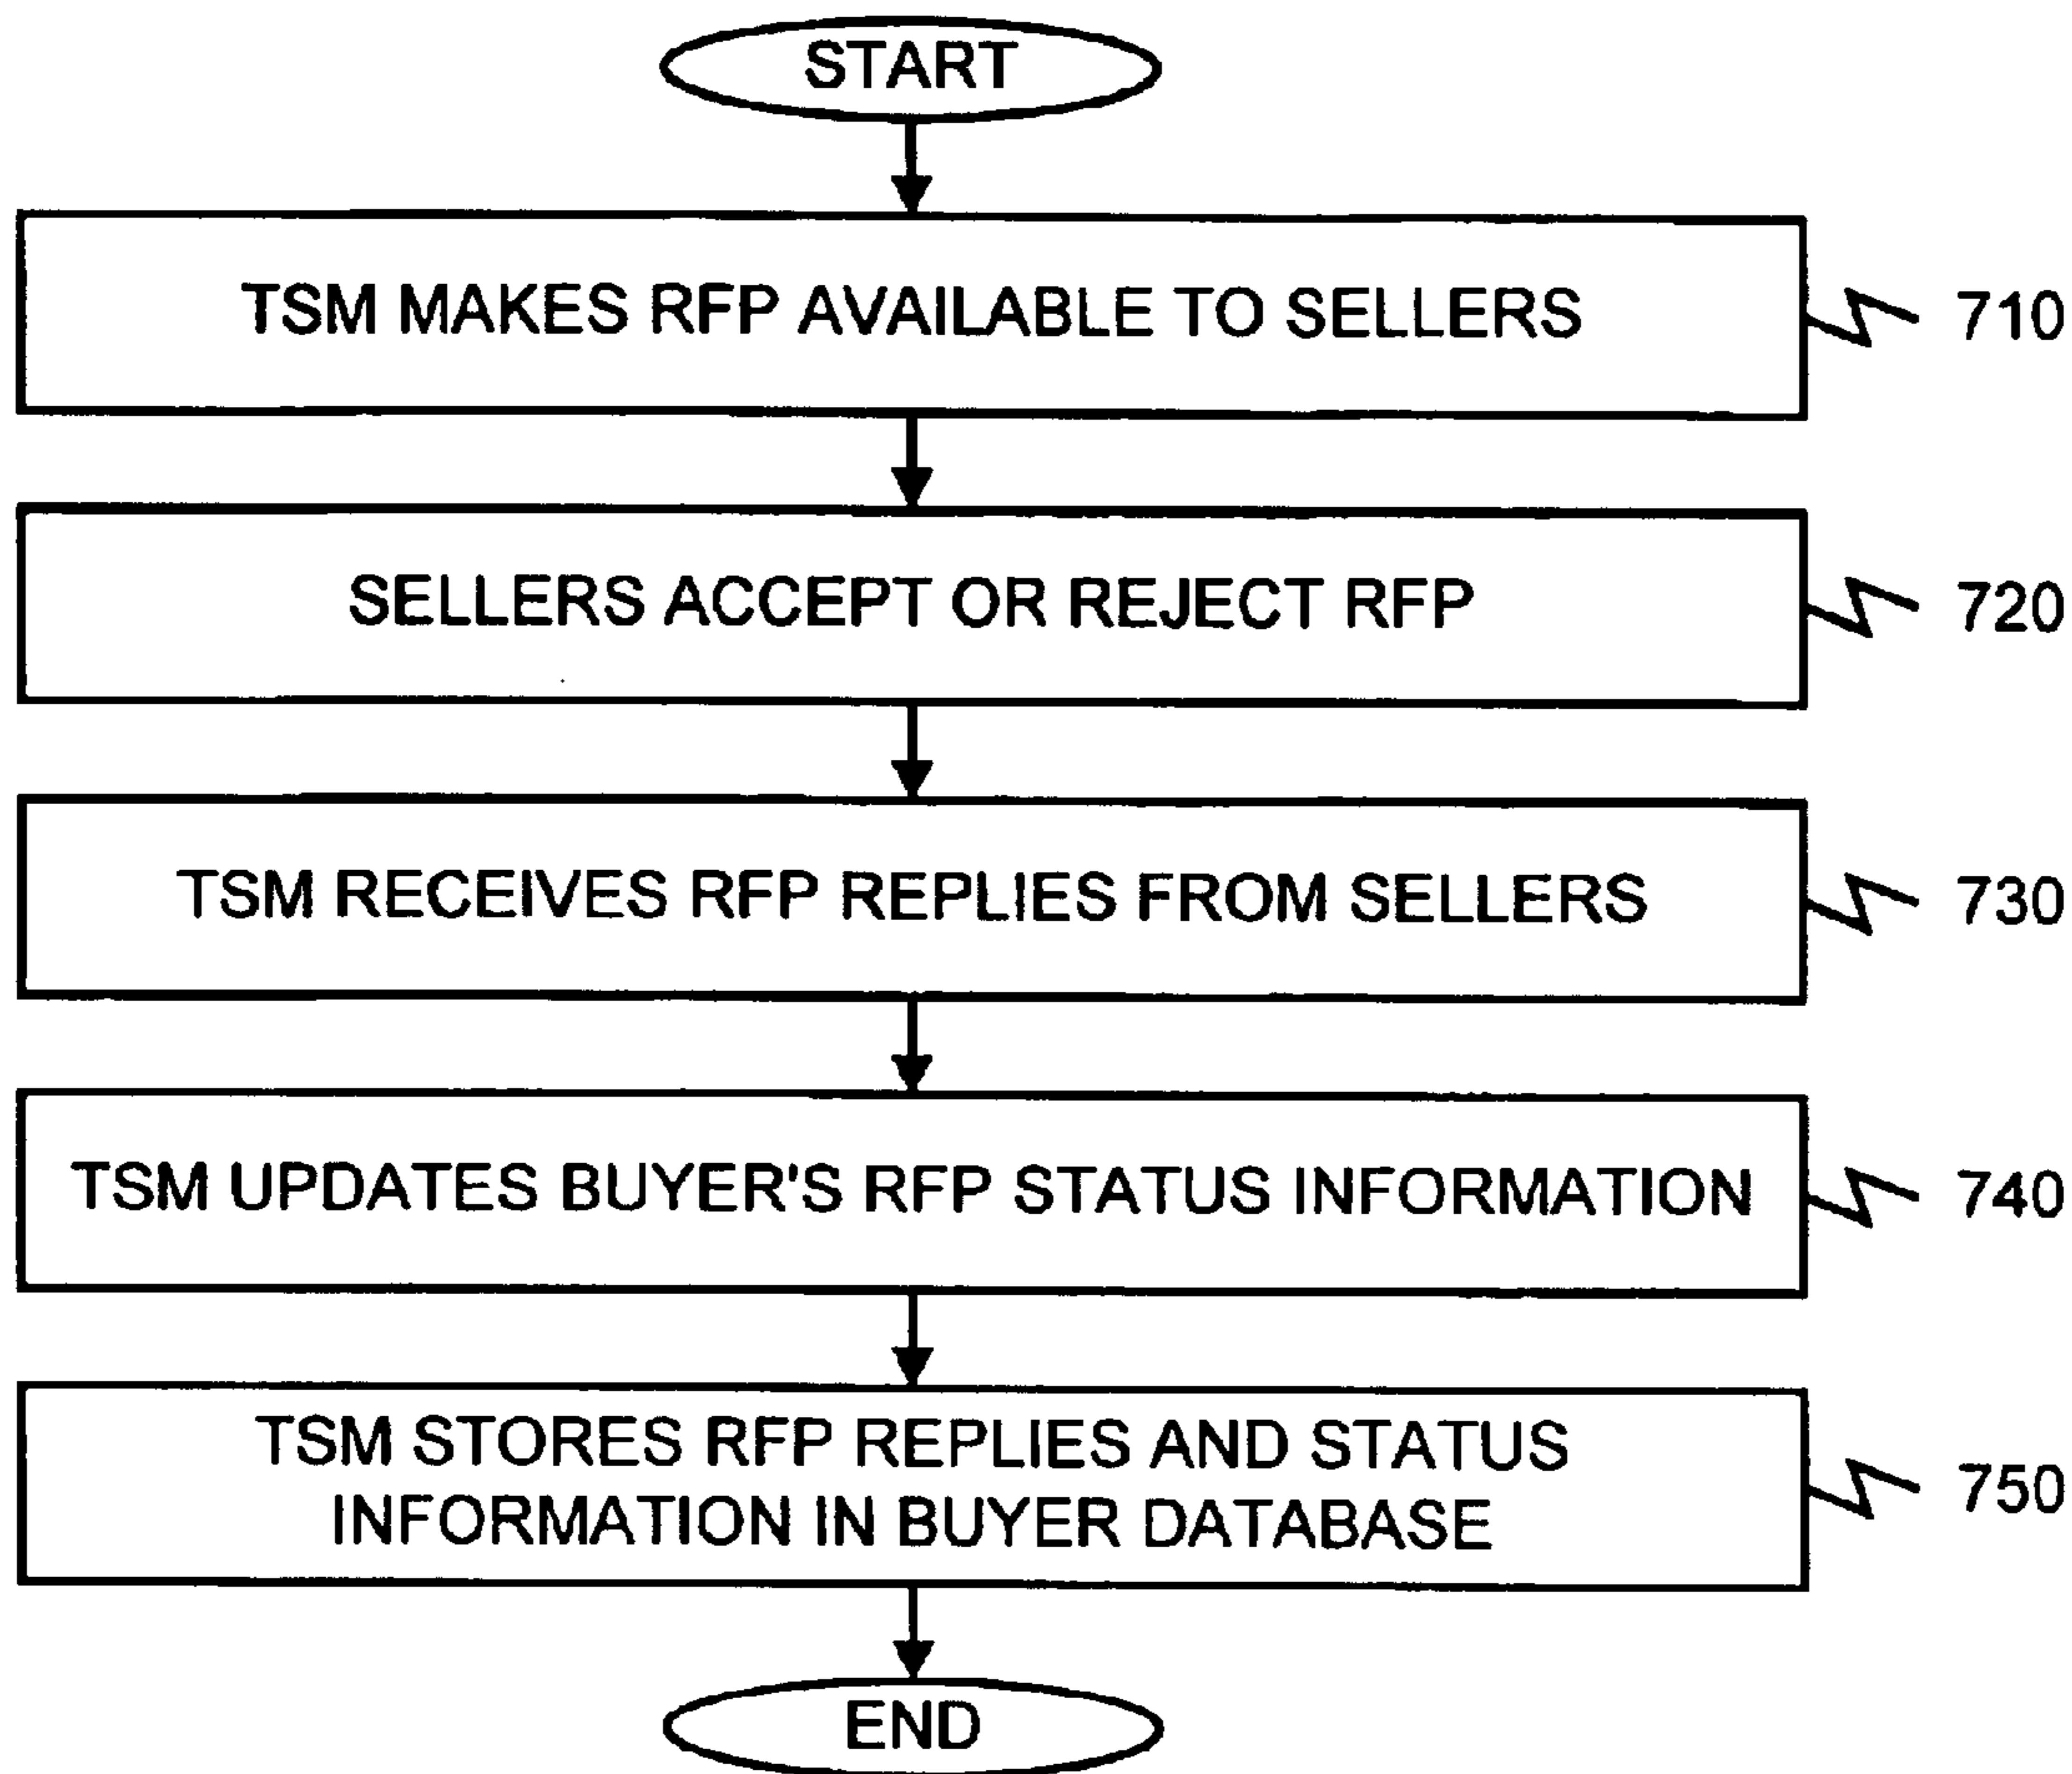 START
TSM MAKES RFP AVAILABLE TO SELLERS
710
SELLERS ACCEPT OR REJECT RFP
720
TSM RECEIVES RFP REPLIES FROM SELLERS
730
TSM UPDATES BUYER'S RFP STATUS INFORMATION
740
TSM STORES RFP REPLIES AND STATUS
INFORMATION IN BUYER DATABASE
750
END